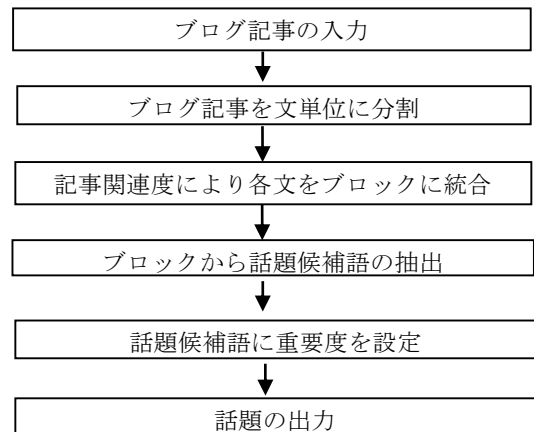 ブログ記事の入力
ブログ記事を文単位に分割
記事関連度により各文をブロックに統合
ブロックから話題候補語の抽出
話題候補語に重要度を設定
話題の出力